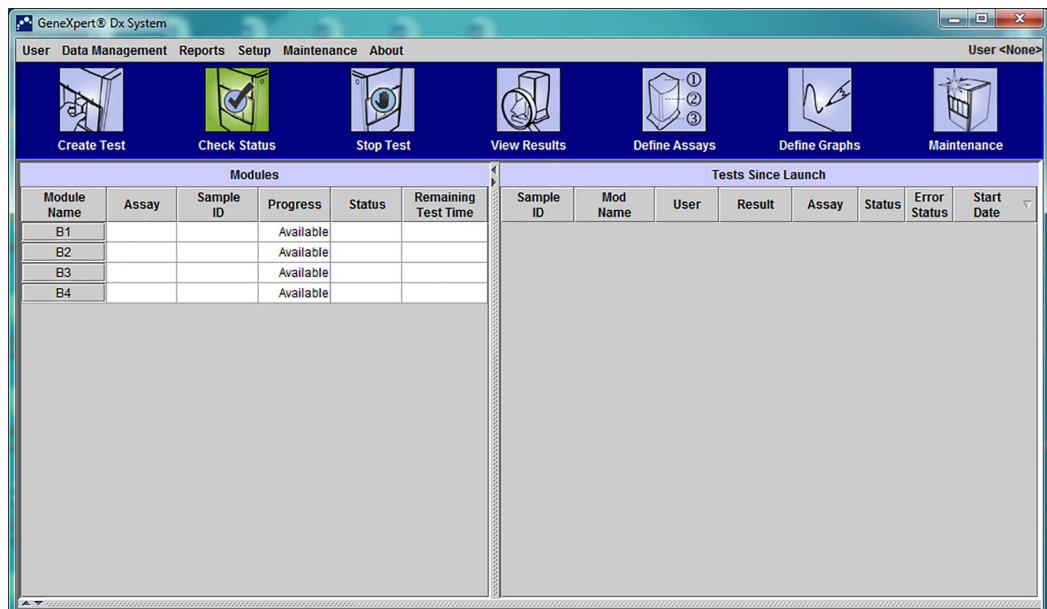 GeneXpert® Dx System
User Data Management Reports Setup Maintenance About User <None>
Create Test Check Status Stop Test View Results Define Assays Define Graphs Maintenance
1
2
3
Modules
Module Name Assay Sample ID Progress Status Remaining Test Time
B1 Available
B2 Available
B3 Available
B4 Available
Tests Since Launch
Sample ID Mod Name User Result Assay Status Error Status Start Date